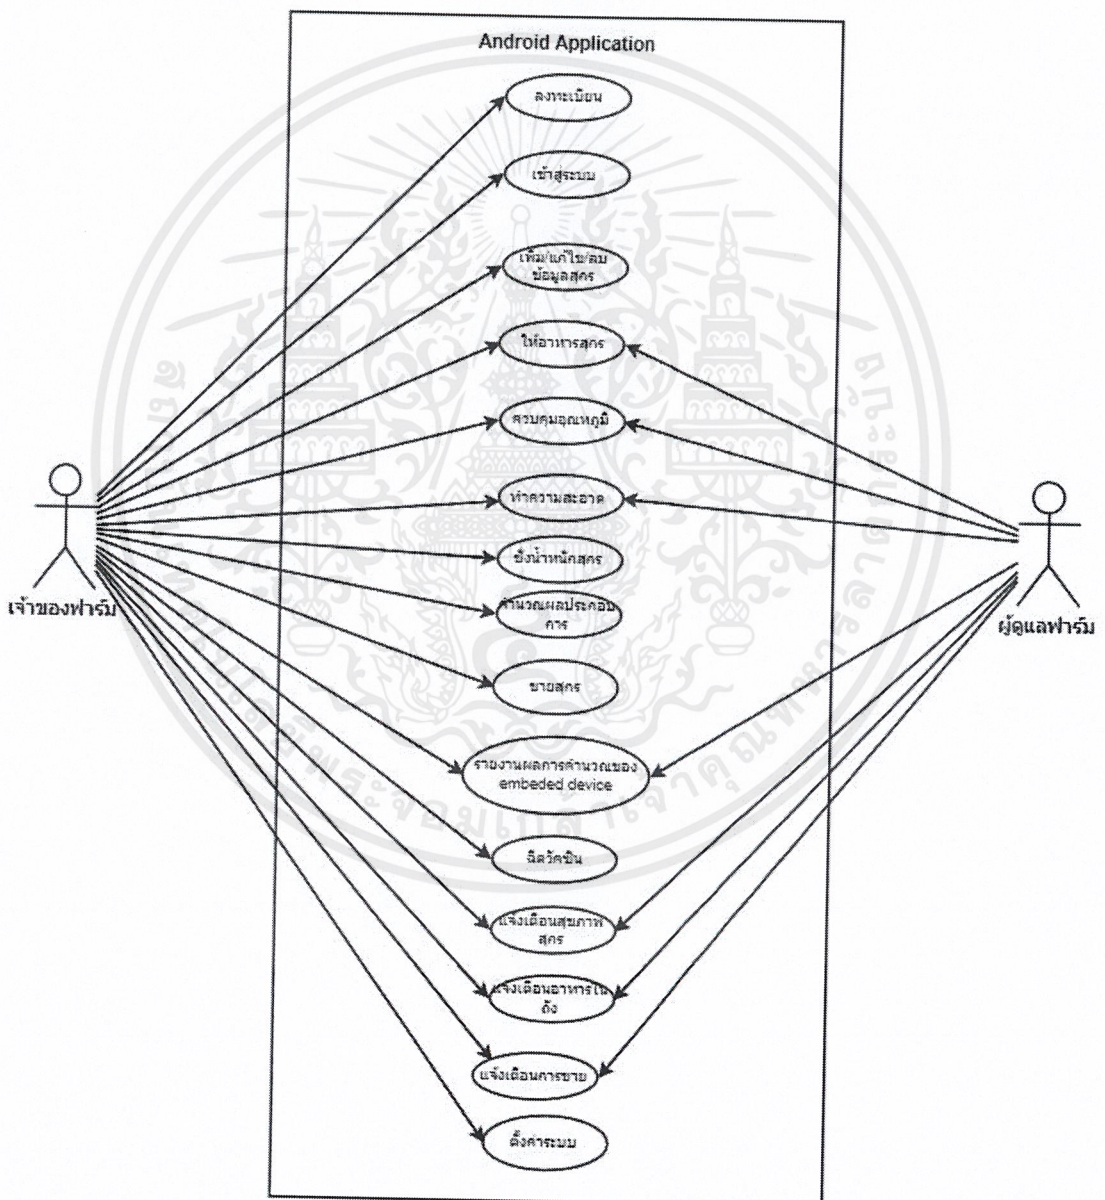 Android Application
ลงทะเบียน
เข้าสู่ระบบ
เพิ่ม/แก้ไข/ลบ
ข้อมูลสุกร
ให้อาหารสุกร
ควบคุมอุณหภูมิ
ทำความสะอาด
ชั่งน้ำหนักสุกร
คำนวณผลประกอบ
การ
ขายสุกร
รายงานผลการคำนวณของ
embeded device
ฉีดวัคซีน
แจ้งเตือนสุขภาพ
สุกร
แจ้งเตือนอาหารใน
ถัง
แจ้งเตือนการขาย
ตั้งค่าระบบ
เจ้าของฟาร์ม
ผู้ดูแลฟาร์ม